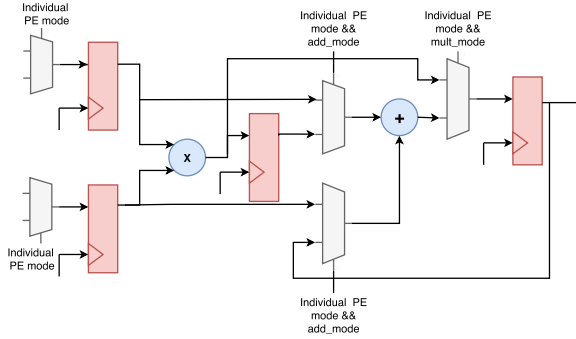 Individual
PE mode
Individual PE
mode &&
add_mode
Individual PE
mode &&
mult_mode
x
+
Individual
PE mode
Individual PE
mode &&
add_mode